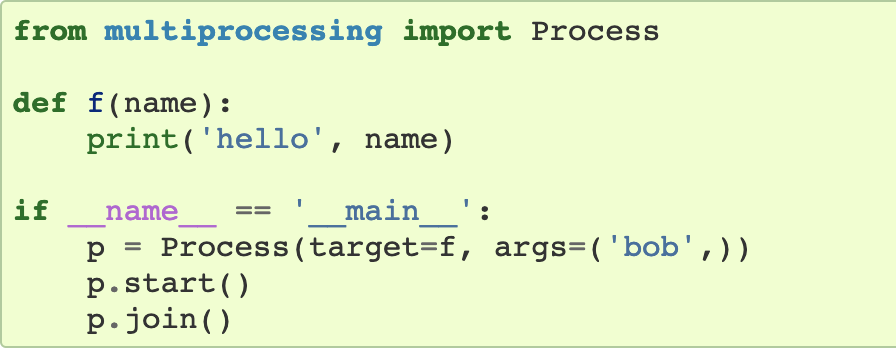 from multiprocessing import Process
def f(name):
    print('hello', name)
if __name__ == '__main__':
    p = Process(target=f, args=('bob',))
    p.start()
    p.join()